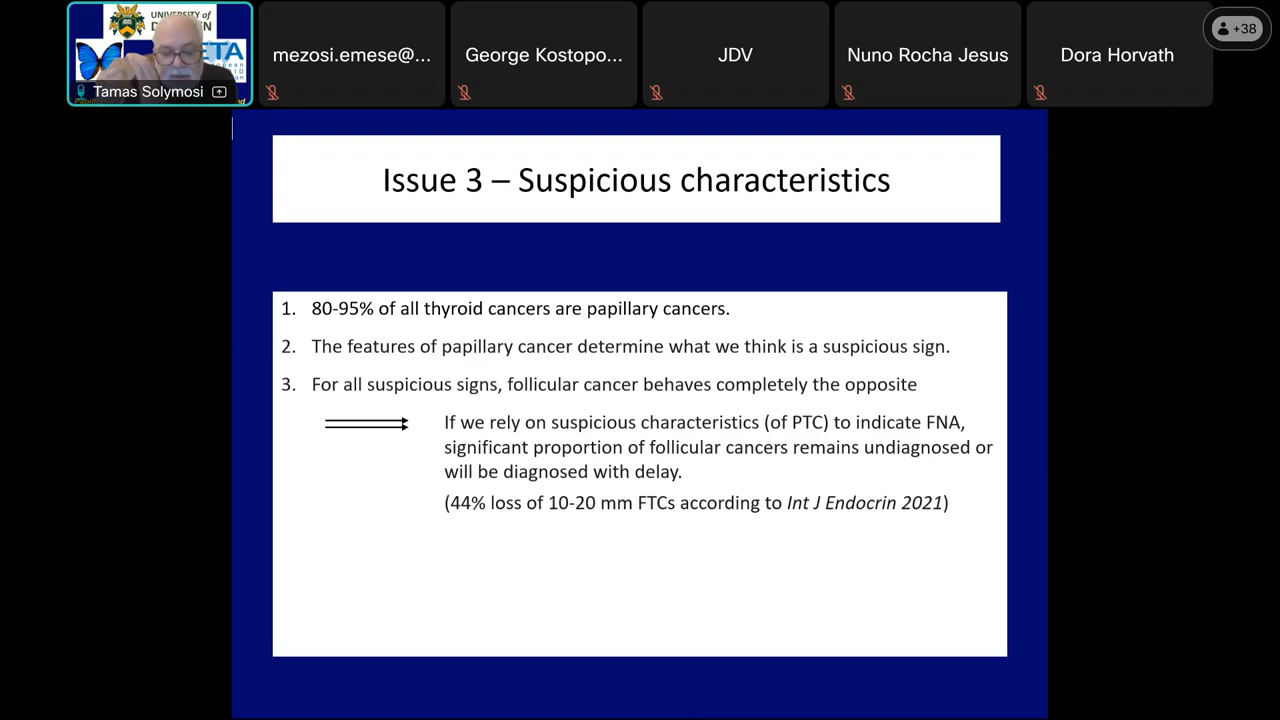 UNIVERSITY of
ETA
Tamas Solymosi
mezosi.emese@...
George Kostopo...
JDV
Nuno Rocha Jesus
Dora Horvath
+38
Issue 3 – Suspicious characteristics
1. 80-95% of all thyroid cancers are papillary cancers.
2. The features of papillary cancer determine what we think is a suspicious sign.
3. For all suspicious signs, follicular cancer behaves completely the opposite
If we rely on suspicious characteristics (of PTC) to indicate FNA,
significant proportion of follicular cancers remains undiagnosed or
will be diagnosed with delay.
(44% loss of 10-20 mm FTCs according to Int J Endocrin 2021)